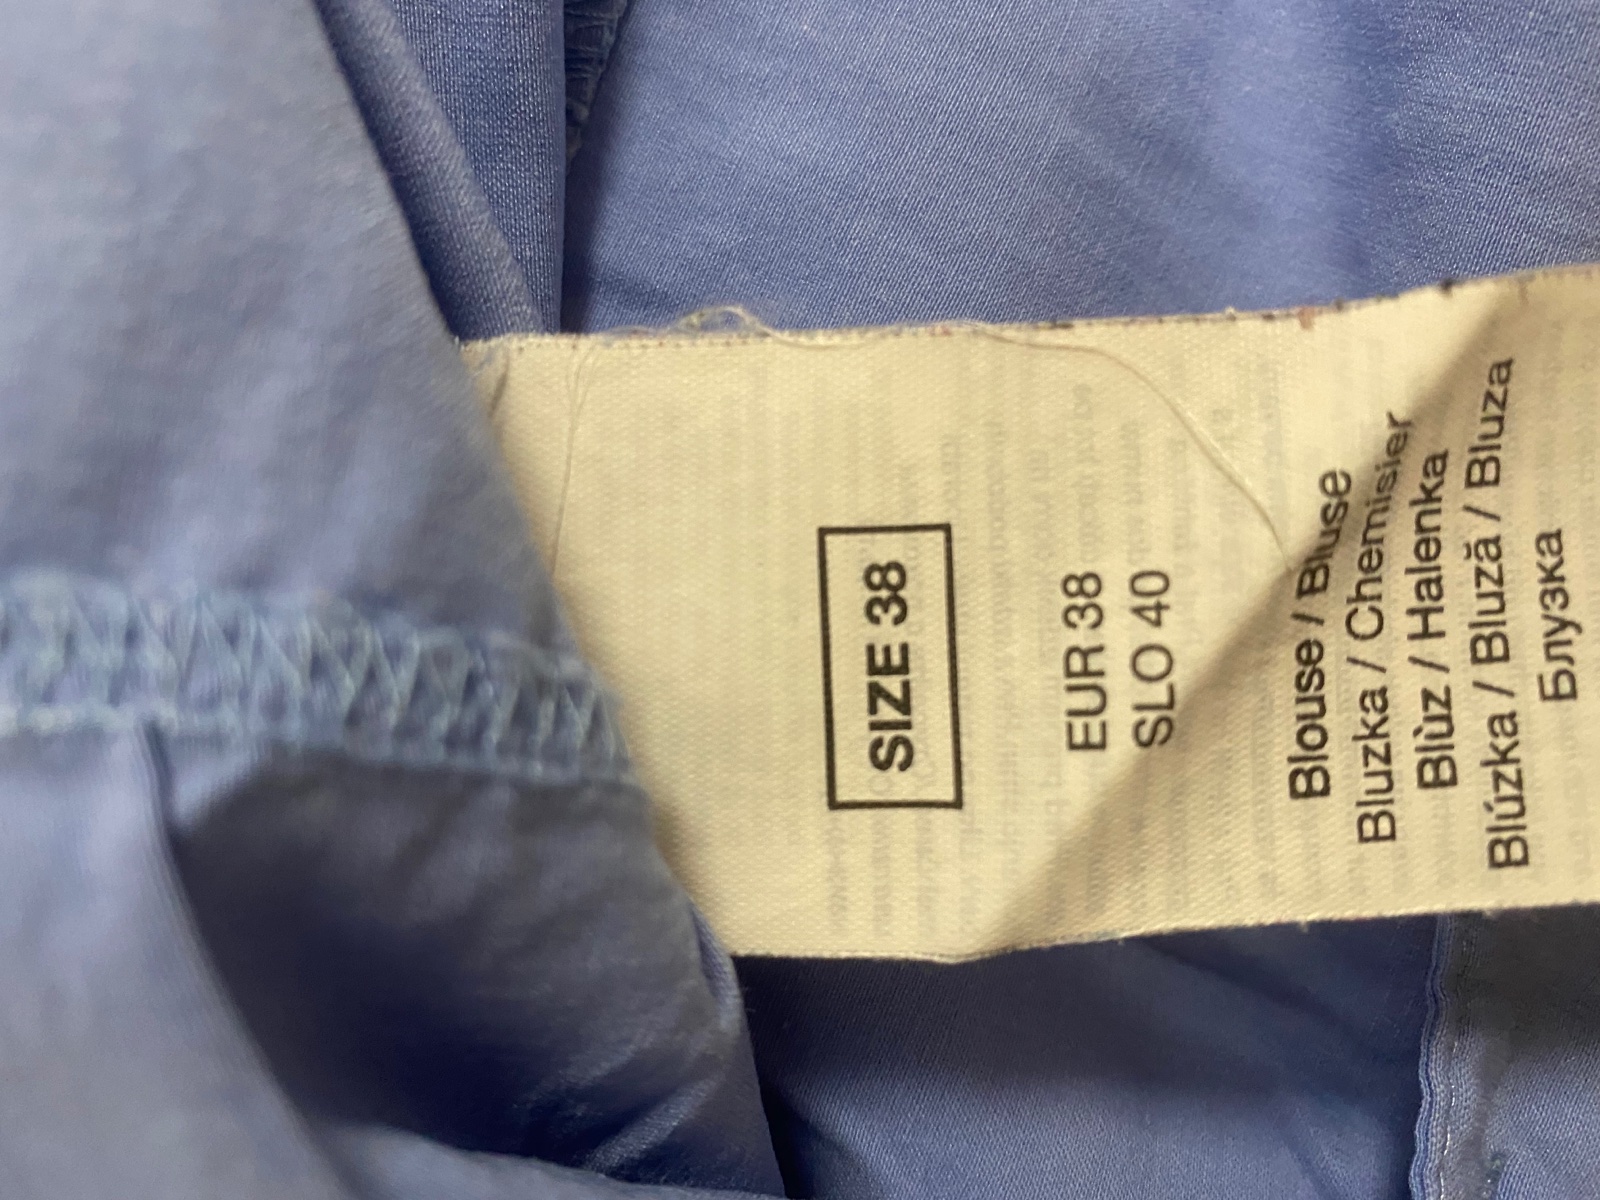 SIZE 38
EUR 38
SLO 40
Blouse / Bluse
Bluzka / Chemisier
Blùz / Halenka
Blúzka / Bluză / Bluza
Блузка